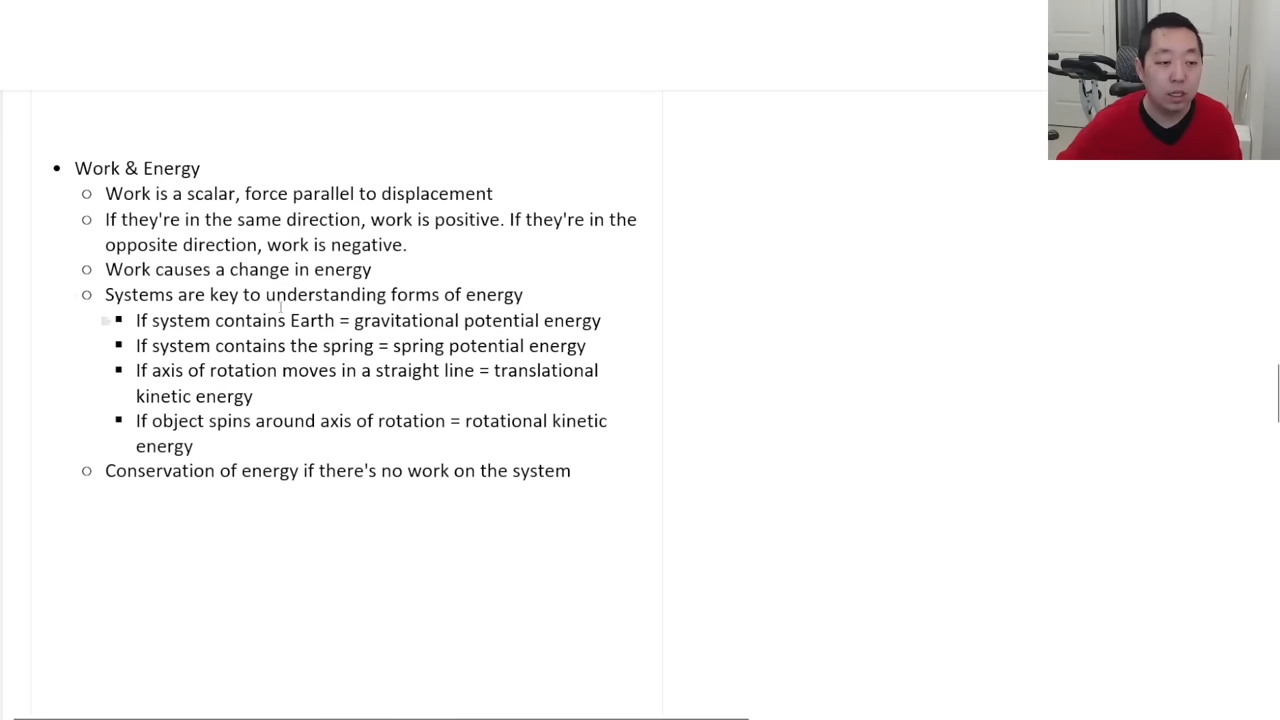 • Work & Energy
○ Work is a scalar, force parallel to displacement
○ If they're in the same direction, work is positive. If they're in the
opposite direction, work is negative.
○ Work causes a change in energy
○ Systems are key to understanding forms of energy
▪ If system contains Earth = gravitational potential energy
▪ If system contains the spring = spring potential energy
▪ If axis of rotation moves in a straight line = translational
kinetic energy
▪ If object spins around axis of rotation = rotational kinetic
energy
○ Conservation of energy if there's no work on the system